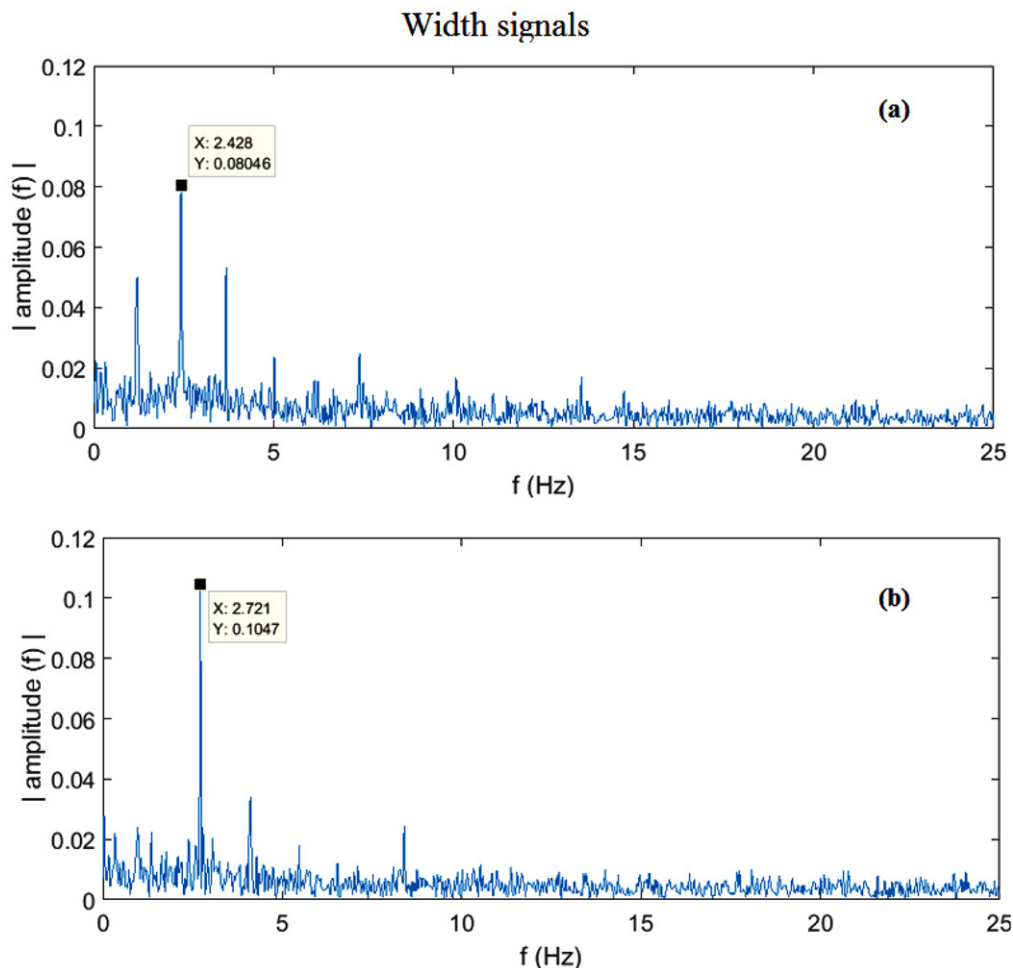 Width signals
0.12
0.1
0.08
0.06
0.04
0.02
0
| amplitude (f) |
(a)
X: 2.428
Y: 0.08046
0 5 10 15 20 25
f (Hz)
0.12
0.1
0.08
0.06
0.04
0.02
0
| amplitude (f) |
(b)
X: 2.721
Y: 0.1047
0 5 10 15 20 25
f (Hz)